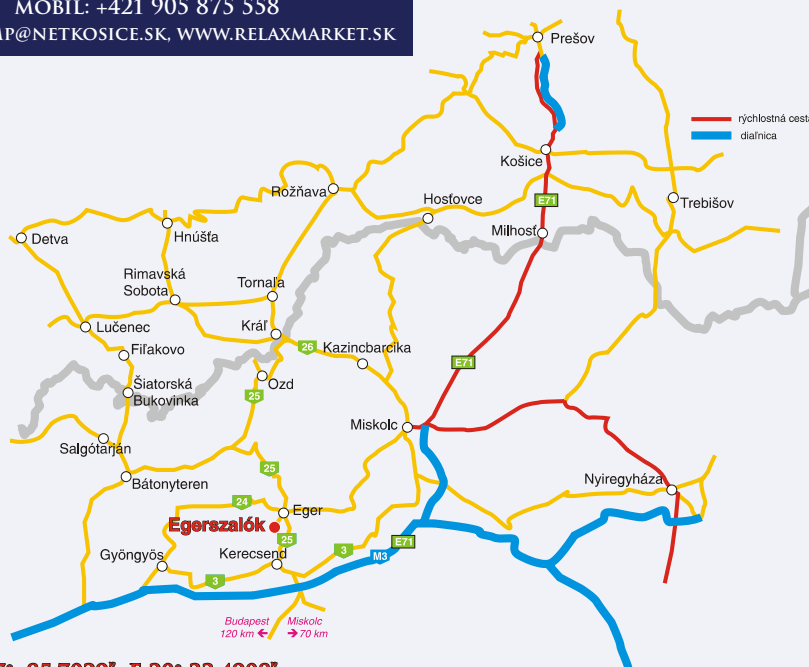 MOBIL: +421 905 875 558
MP@NETKOSICE.SK, WWW.RELAXMARKET.SK
Prešov
rýchlostná cesta
diaľnica
Košice
Rožňava
Hosťovce
E71
Trebišov
Milhosť
Detva
Hnúšťa
Rimavská
Sobota
Tornaľa
Lučenec
Kráľ
26
Kazincbarcika
E71
Fiľakovo
Šiatorská
Bukovinka
Ózd
25
Miskolc
Salgótarján
25
Bátonyteren
Nyiregyháza
24
Eger
Egerszalók
25
E71
Gyöngyös
Kerecsend
3
M3
3
Budapest
120 km ←
Miskolc
→ 70 km